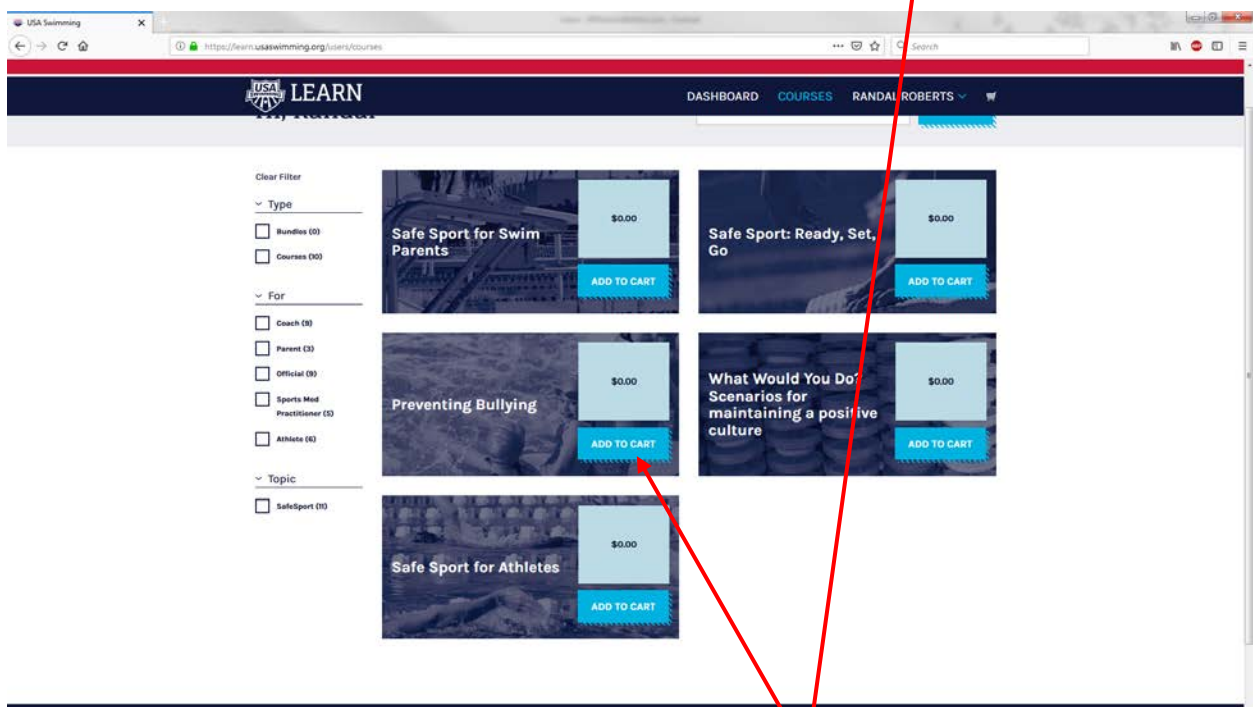 USA Swimming
https://learn.usaswimming.org/users/courses
Search
USA
LEARN
DASHBOARD COURSES RANDAL ROBERTS
Hi, Randal
Clear Filter
Type
Bundles (0)
Courses (10)
For
Coach (9)
Parent (3)
Official (9)
Sports Med
Practitioner (5)
Athlete (6)
Topic
SafeSport (11)
Safe Sport for Swim
Parents
$0.00
ADD TO CART
Safe Sport: Ready, Set,
Go
$0.00
ADD TO CART
Preventing Bullying
$0.00
ADD TO CART
What Would You Do?
Scenarios for
maintaining a positive
culture
$0.00
ADD TO CART
Safe Sport for Athletes
$0.00
ADD TO CART